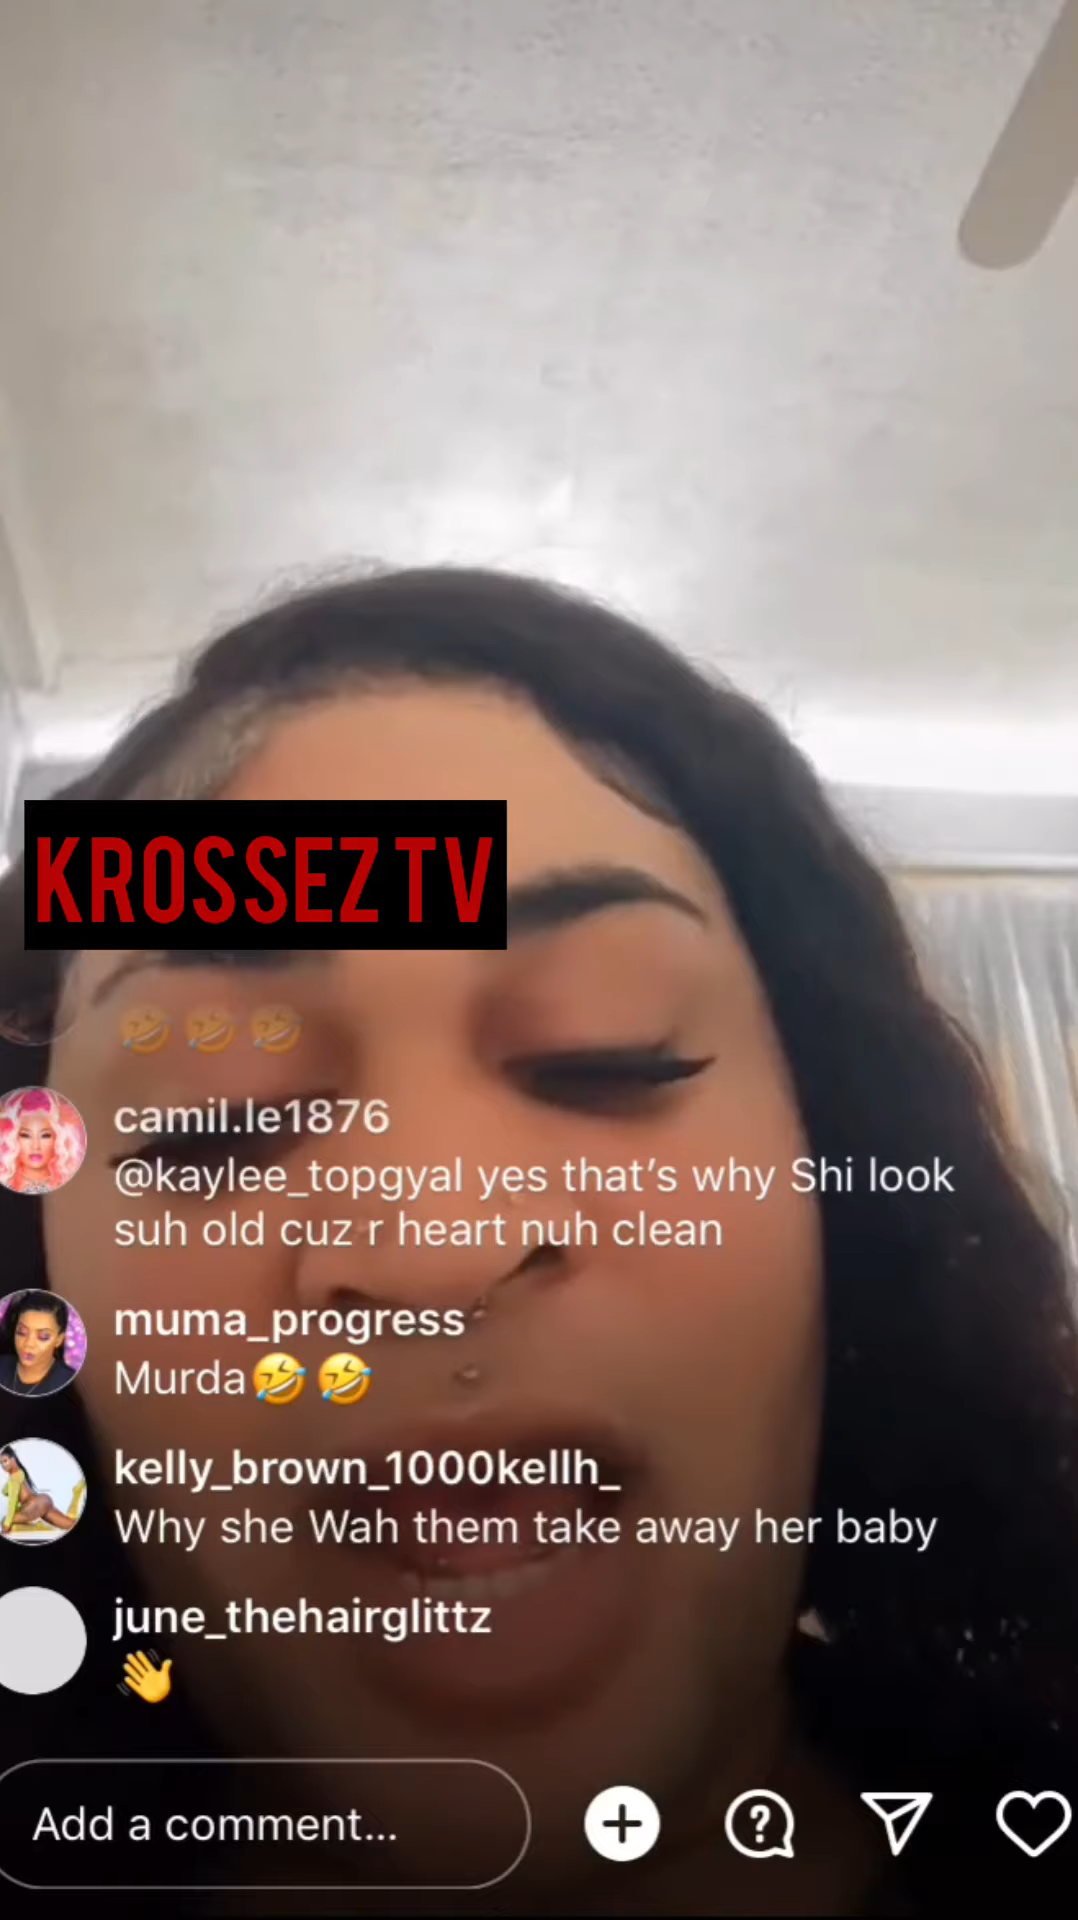 KROSSEZ TV
🤣🤣🤣
camil.le1876
@kaylee_topgyal yes that’s why Shi look
suh old cuz r heart nuh clean
muma_progress
Murda🤣🤣
kelly_brown_1000kellh_
Why she Wah them take away her baby
june_thehairglittz
👋
Add a comment...